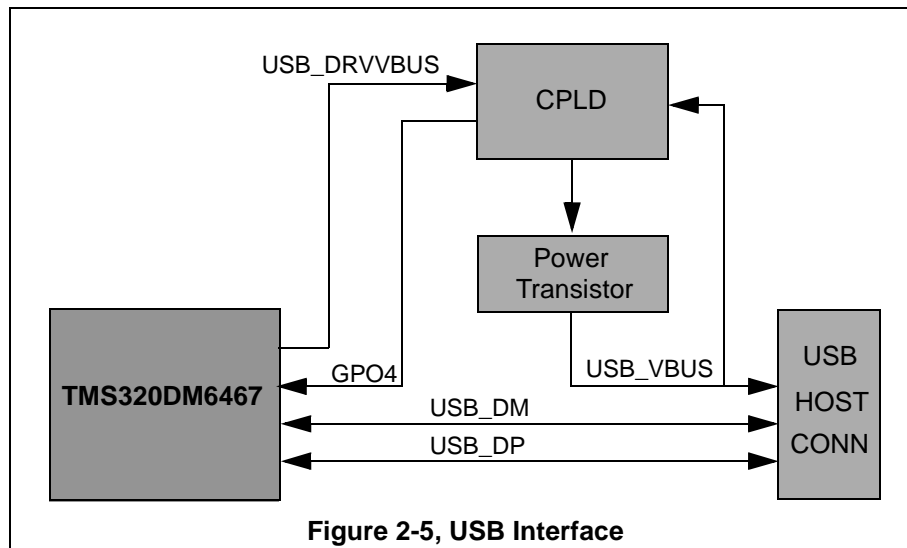 USB_DRVVBUS
CPLD
Power
Transistor
TMS320DM6467
GPO4
USB_VBUS
USB_DM
USB_DP
USB
HOST
CONN
Figure 2-5, USB Interface